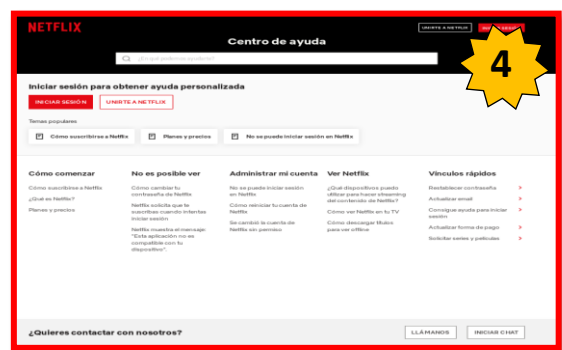 NETFLIX
UNIRTE A NETFLIX
Centro de ayuda
4
Iniciar sesión para obtener ayuda personalizada
INICIAR SESIÓN
UNIRTE A NETFLIX
Temas populares
Cómo suscribirse a Netflix
Planes y precios
No se puede iniciar sesión en Netflix
Cómo comenzar
Cómo suscribirse a Netflix
¿Qué es Netflix?
Planes y precios
No es posible ver
Cómo cambiar tu
contraseña de Netflix
Netflix solicita que te
suscribas cuando intentas
iniciar sesión
Netflix muestra el mensaje
"Esta aplicación no es
compatible con tu
dispositivo".
Administrar mi cuenta
No se puede iniciar sesión
en Netflix
Cómo reiniciar tu cuenta de
Netflix
Se cambió la cuenta de
Netflix sin permiso
Ver Netflix
¿Qué dispositivos puedo
utilizar para hacer streaming
del contenido de Netflix?
Cómo ver Netflix en tu TV
Cómo descargar títulos
para ver offline
Vínculos rápidos
Restablecer contraseña
Actualizar email
Consigue ayuda para iniciar
sesión
Actualizar forma de pago
Solicitar series y películas
¿Quieres contactar con nosotros?
LLÁMANOS
INICIAR CHAT